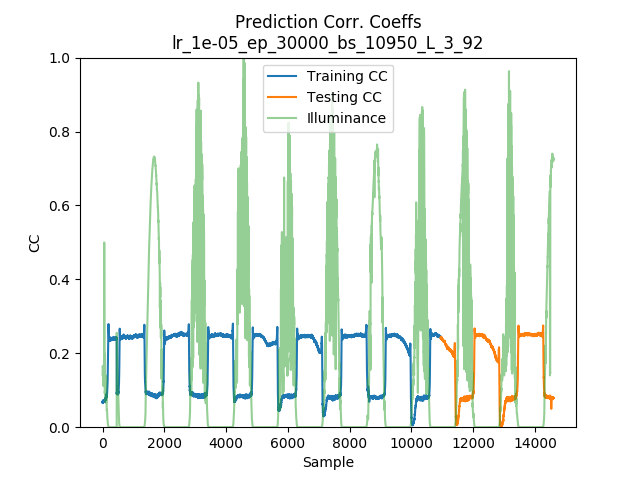 Prediction Corr. Coeffs
lr_1e-05_ep_30000_bs_10950_L_3_92
Training CC
Testing CC
Illuminance
CC
1.0
0.8
0.6
0.4
0.2
0.0
0 2000 4000 6000 8000 10000 12000 14000
Sample